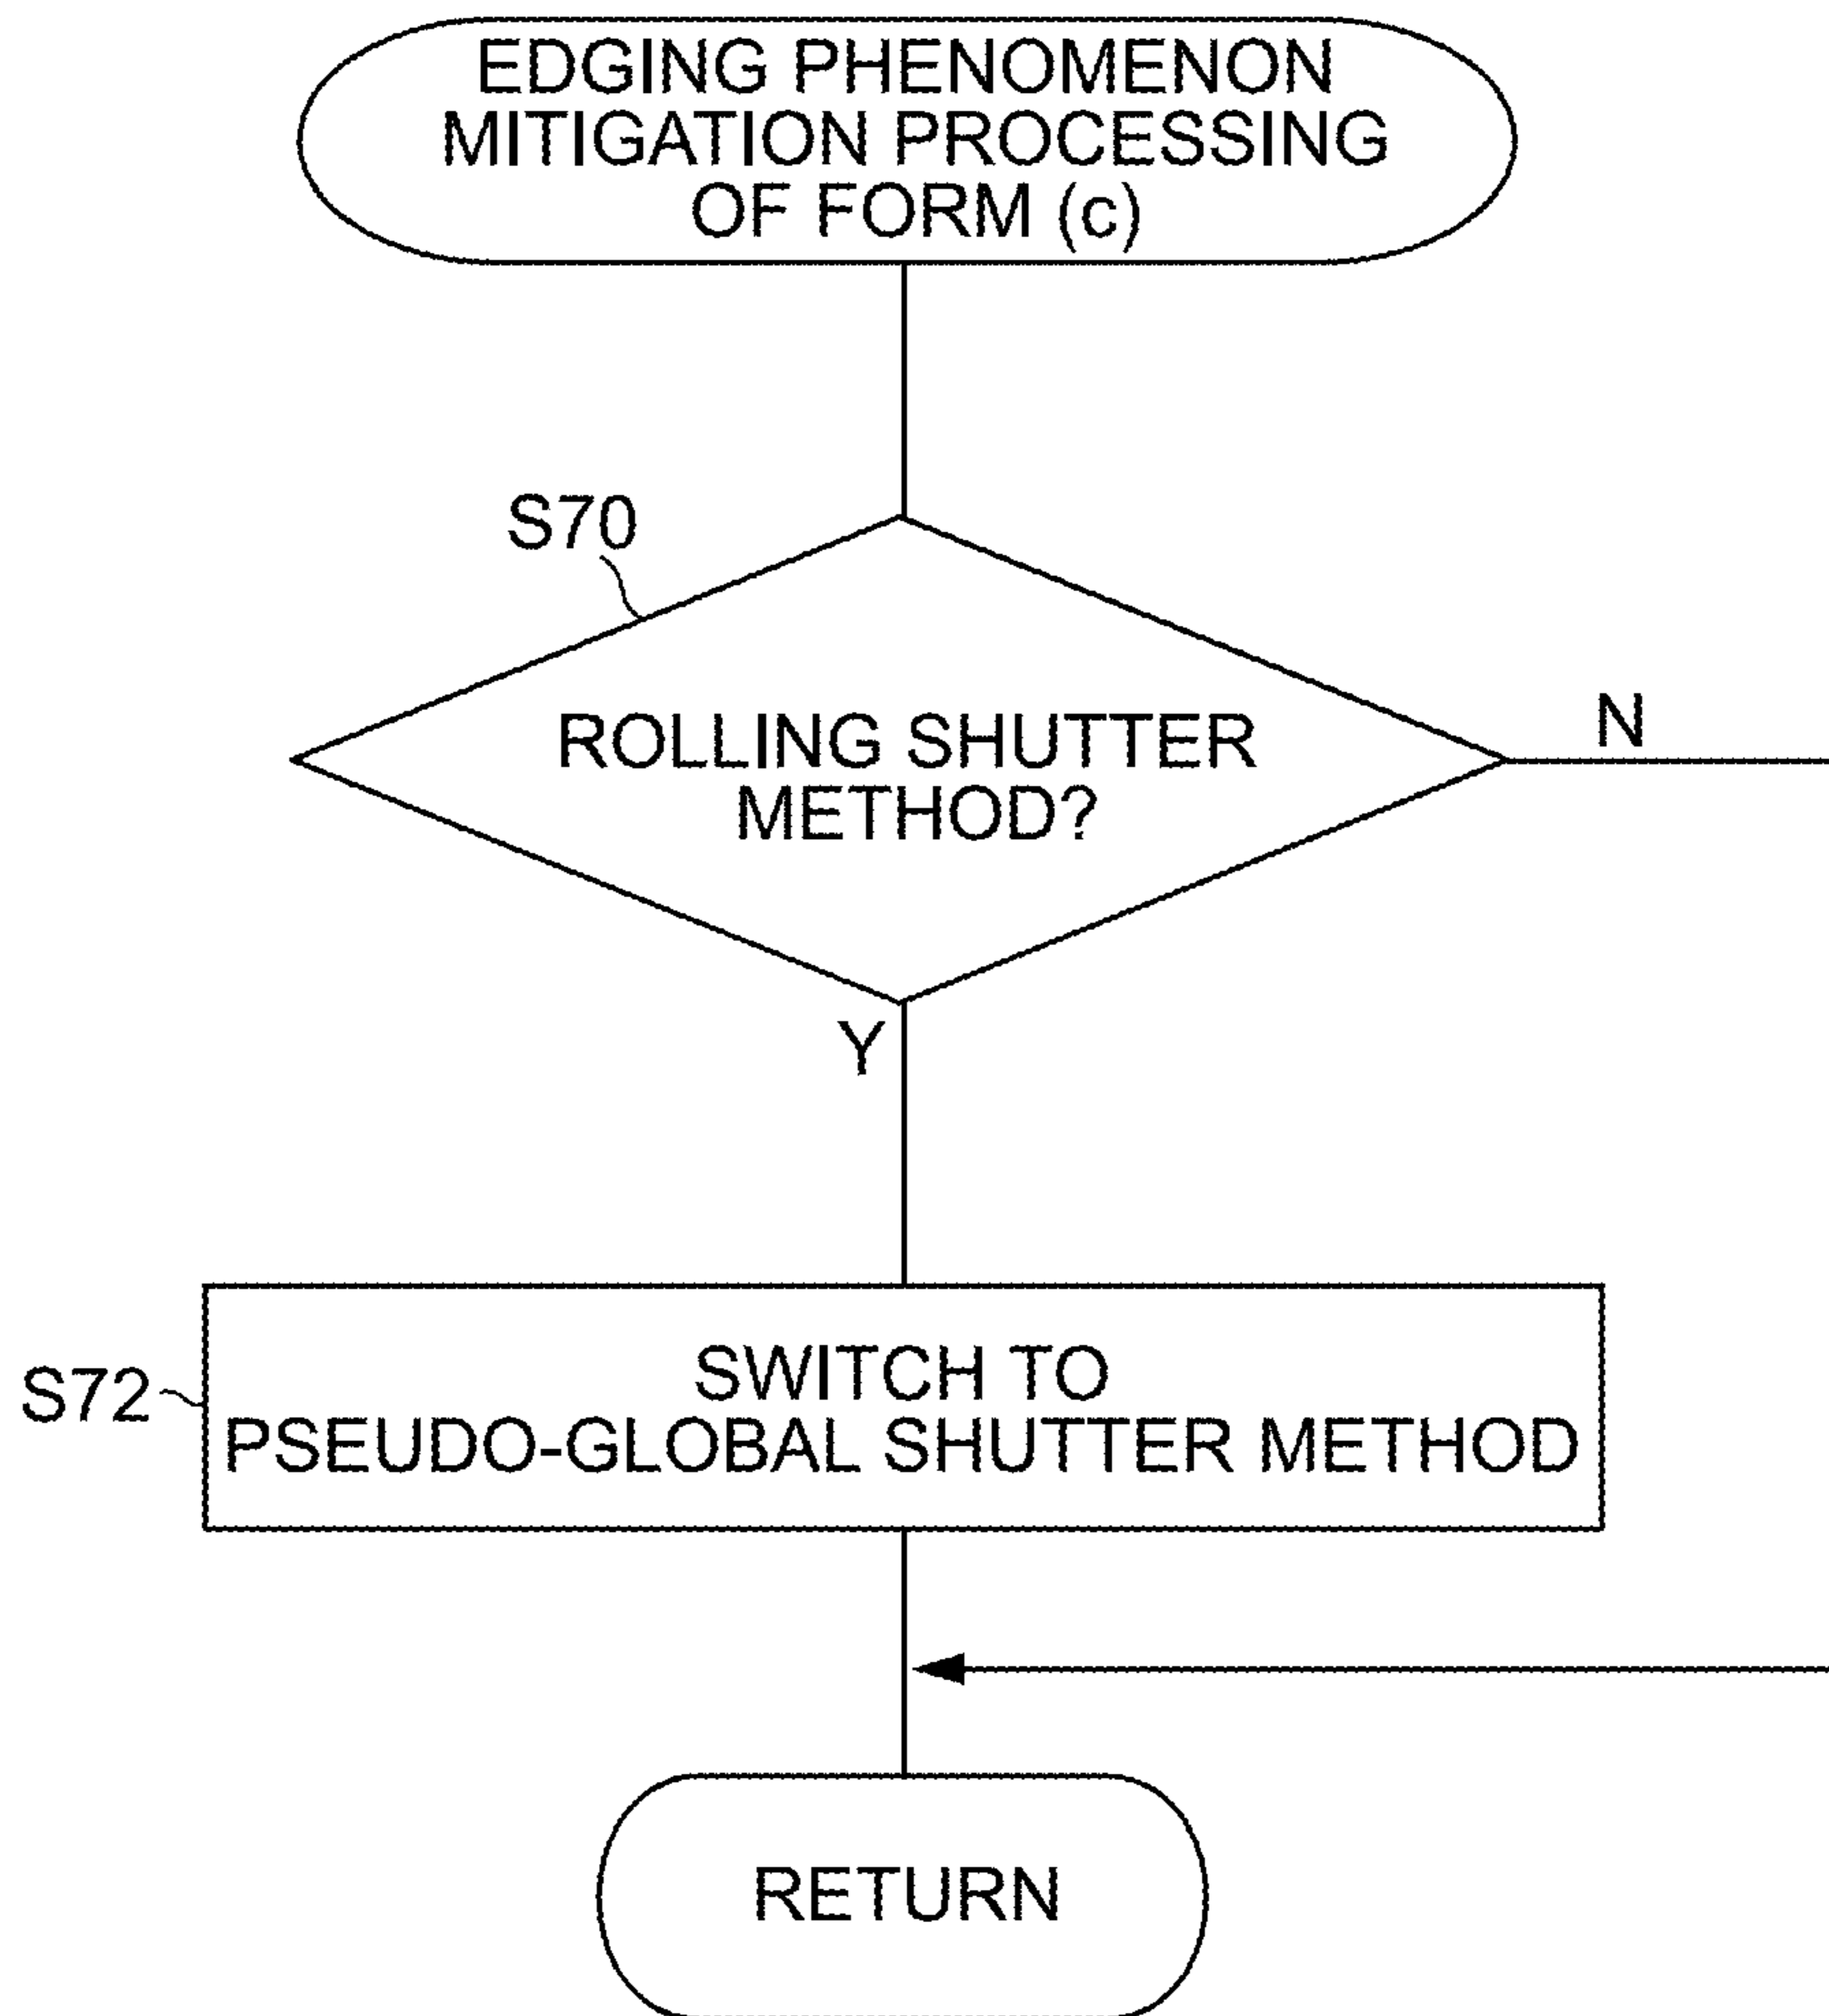 EDGING PHENOMENON
MITIGATION PROCESSING
OF FORM (c)
S70
ROLLING SHUTTER
METHOD?
N
Y
S72
SWITCH TO
PSEUDO-GLOBAL SHUTTER METHOD
RETURN